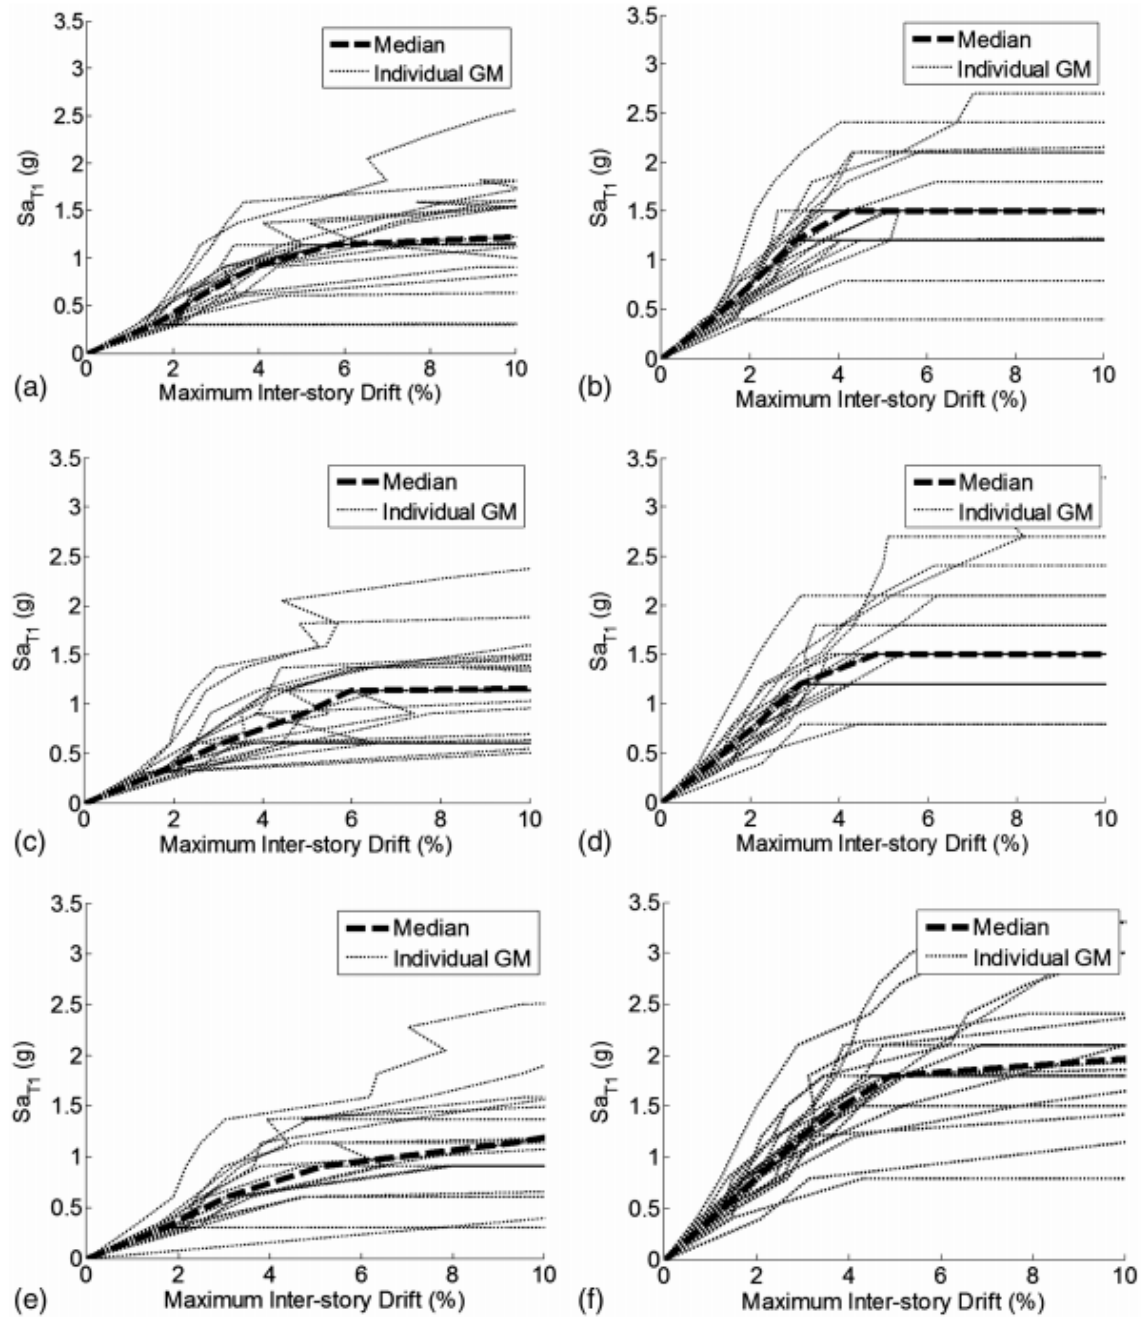 3.5
3
2.5
2
1.5
1
0.5
0
Sa_T1 (g)
Median
Individual GM
0 2 4 6 8 10
Maximum Inter-story Drift (%)
(a)
3.5
3
2.5
2
1.5
1
0.5
0
Sa_T1 (g)
Median
Individual GM
0 2 4 6 8 10
Maximum Inter-story Drift (%)
(b)
3.5
3
2.5
2
1.5
1
0.5
0
Sa_T1 (g)
Median
Individual GM
0 2 4 6 8 10
Maximum Inter-story Drift (%)
(c)
3.5
3
2.5
2
1.5
1
0.5
0
Sa_T1 (g)
Median
Individual GM
0 2 4 6 8 10
Maximum Inter-story Drift (%)
(d)
3.5
3
2.5
2
1.5
1
0.5
0
Sa_T1 (g)
Median
Individual GM
0 2 4 6 8 10
Maximum Inter-story Drift (%)
(e)
3.5
3
2.5
2
1.5
1
0.5
0
Sa_T1 (g)
Median
Individual GM
0 2 4 6 8 10
Maximum Inter-story Drift (%)
(f)